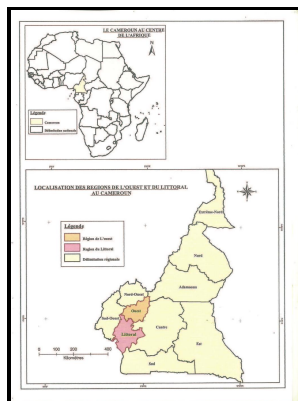 LE CAMEROUN AU CENTRE
DE L'AFRIQUE
N
Légende
Cameroun
Délimitation nationale
LOCALISATION DES REGIONS DE L'OUEST ET DU LITTORAL
AU CAMEROUN
Légende
Région de L'ouest
Région du Littoral
Délimitation régionale
Extrême-Nord
Nord
Adamaoua
Nord-Ouest
Ouest
Sud-Ouest
Littoral
Centre
Est
Sud
0 100 200 400
Kilomètres